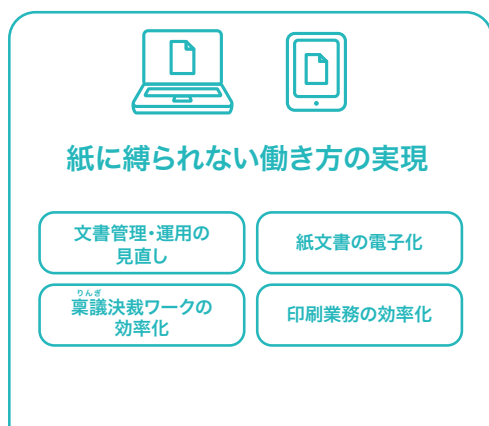 紙に縛られない働き方の実現
文書管理・運用の
見直し
紙文書の電子化
りんぎ
稟議決裁ワークの
効率化
印刷業務の効率化